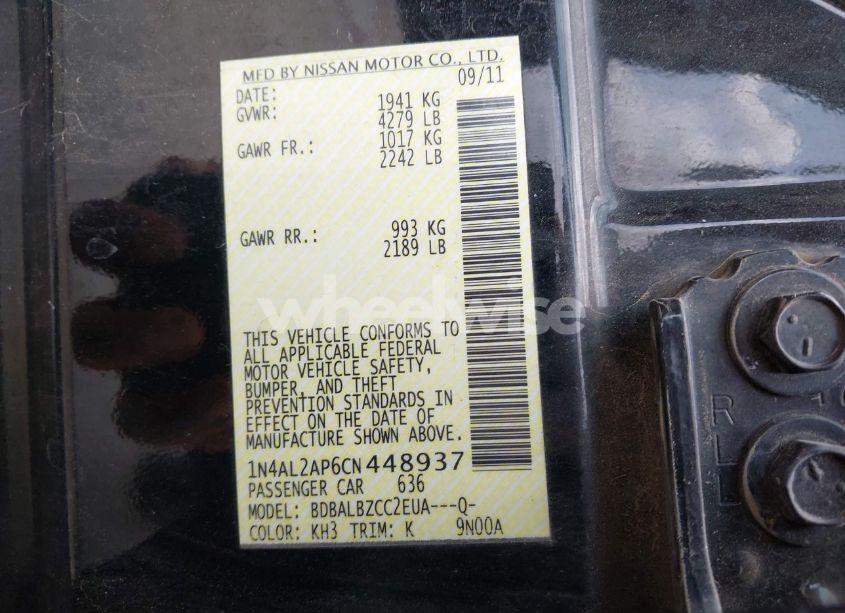 MFD BY NISSAN MOTOR CO., LTD.
DATE: 09/11
GVWR: 1941 KG
4279 LB
GAWR FR.: 1017 KG
2242 LB
GAWR RR.: 993 KG
2189 LB
wheelwise
THIS VEHICLE CONFORMS TO
ALL APPLICABLE FEDERAL
MOTOR VEHICLE SAFETY,
BUMPER, AND THEFT
PREVENTION STANDARDS IN
EFFECT ON THE DATE OF
MANUFACTURE SHOWN ABOVE.
1N4AL2AP6CN448937
PASSENGER CAR 636
MODEL: BDBALBZCC2EUA---Q-
COLOR: KH3 TRIM: K 9N00A